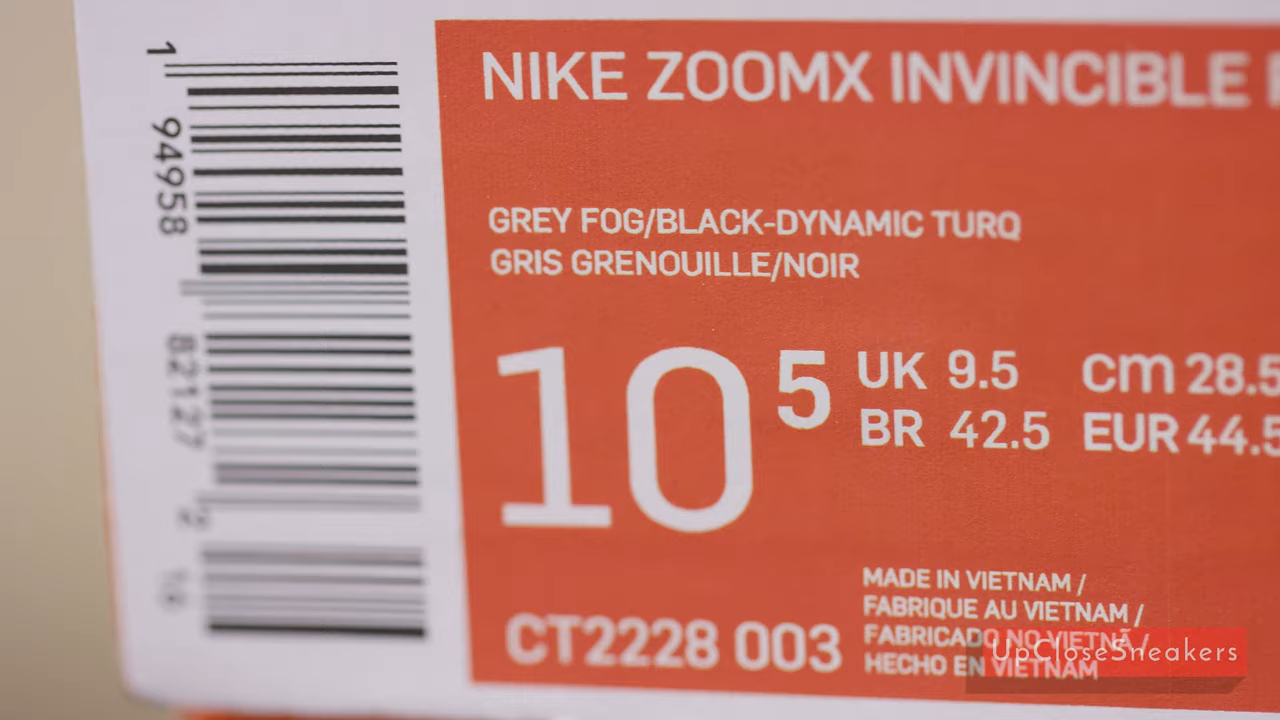 1
94958
82127
2
10
NIKE ZOOMX INVINCIBLE
GREY FOG/BLACK-DYNAMIC TURQ
GRIS GRENOUILLE/NOIR
10 5
UK 9.5 cm 28.5
BR 42.5 EUR 44.5
CT2228 003
MADE IN VIETNAM /
FABRIQUE AU VIETNAM /
FABRICADO NO VIETNÃ /
HECHO EN VIETNAM
UpCloseSneakers